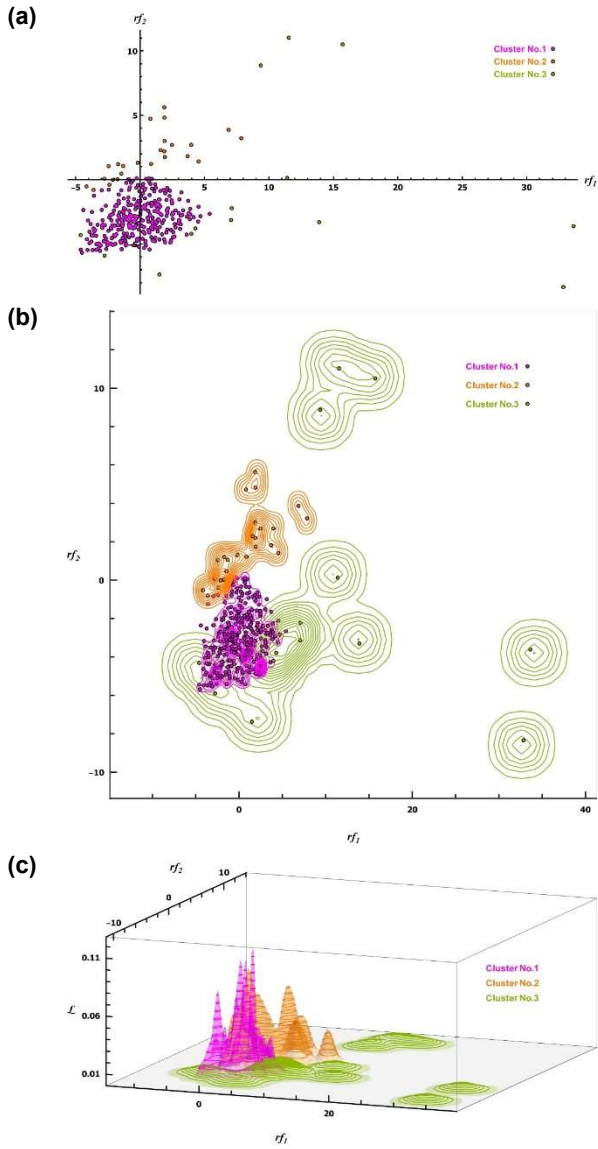 (a)
rf2
10
5
Cluster No.1
Cluster No.2
Cluster No.3
−5 5 10 15 20 25 30 rf1
(b)
10
0
−10
rf2
Cluster No.1
Cluster No.2
Cluster No.3
0 20 40
rf1
(c)
rf2
−10 0 10
0.11
0.06
0.01
£
Cluster No.1
Cluster No.2
Cluster No.3
0 20
rf1